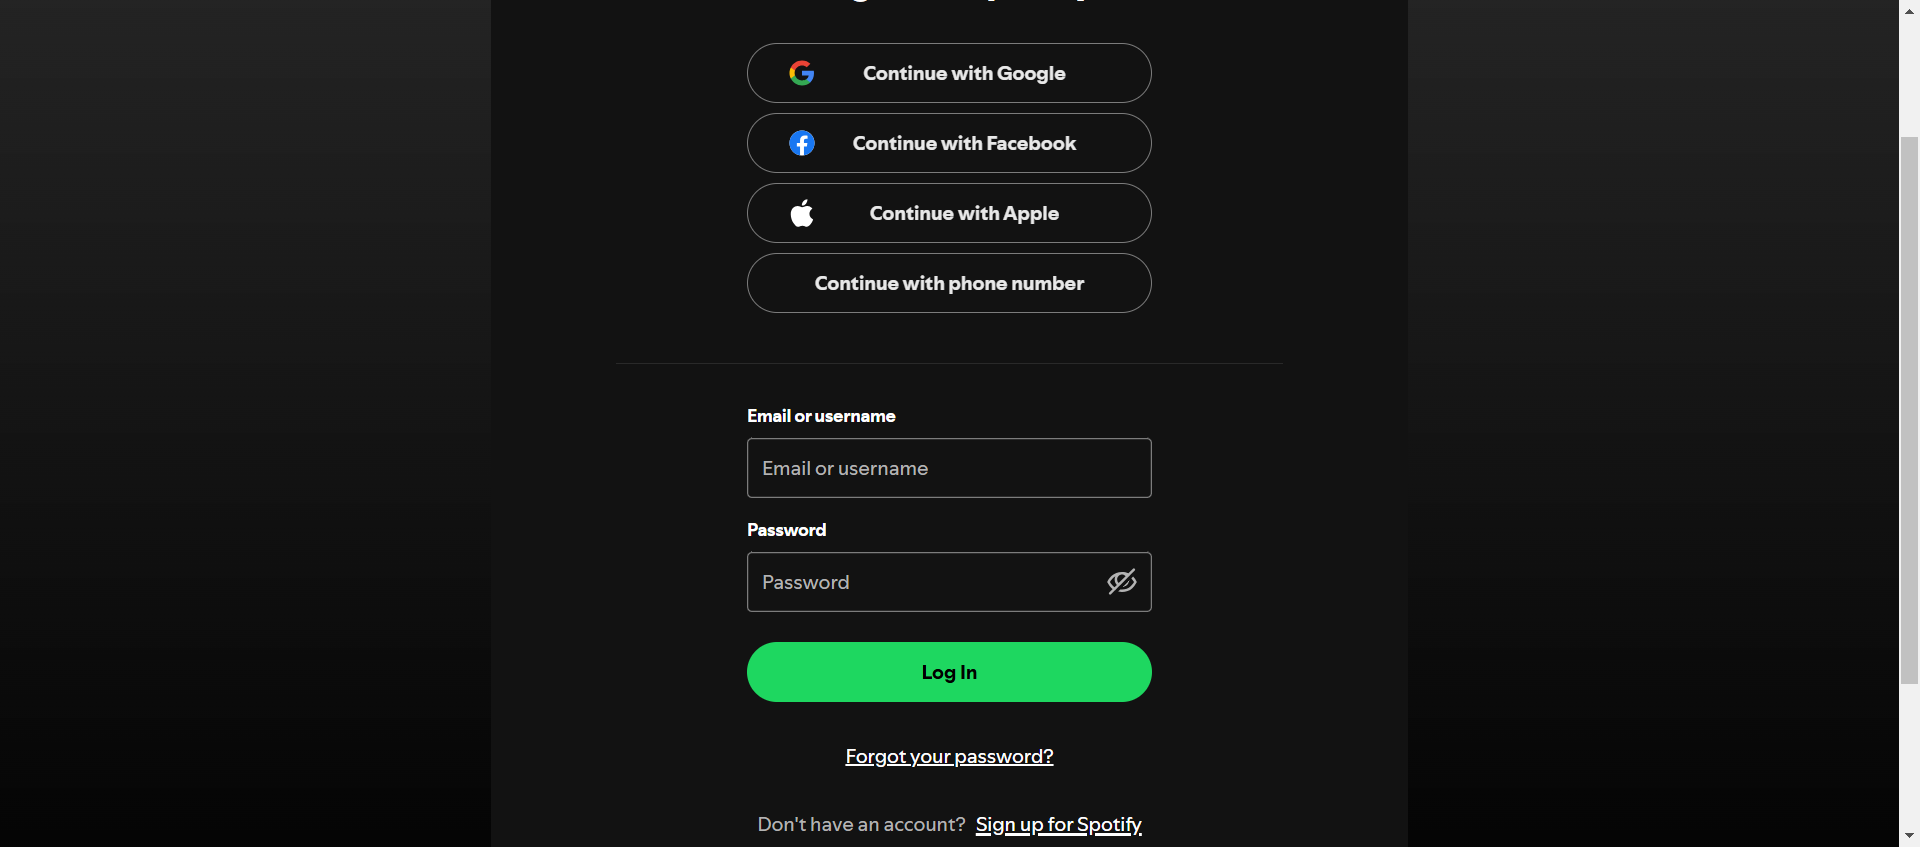 Continue with Google
Continue with Facebook
Continue with Apple
Continue with phone number
Email or username
Email or username
Password
Password
Log In
Forgot your password?
Don't have an account? Sign up for Spotify